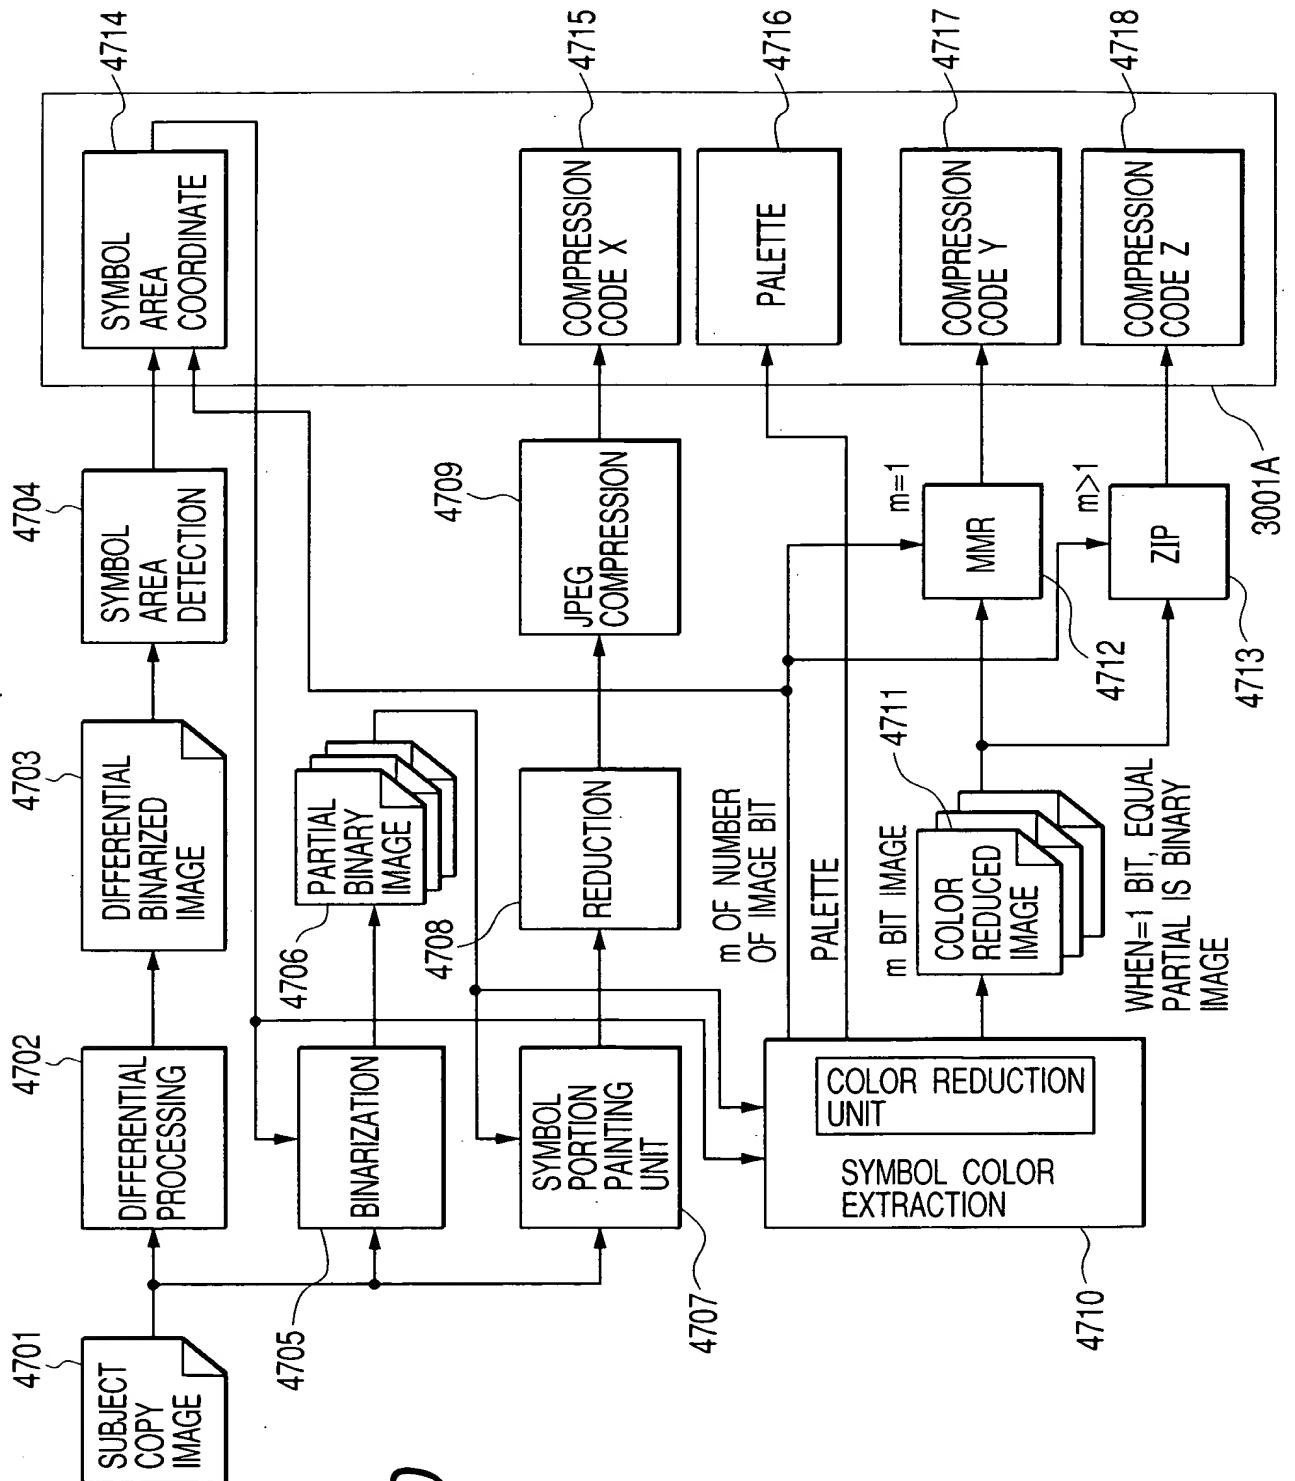 4701
SUBJECT
COPY
IMAGE
4702
DIFFERENTIAL
PROCESSING
4703
DIFFERENTIAL
BINARIZED
IMAGE
4704
SYMBOL
AREA
DETECTION
4714
SYMBOL
AREA
COORDINATE
4705
BINARIZATION
4706
PARTIAL
BINARY
IMAGE
4707
SYMBOL
PORTION
PAINTING
UNIT
4708
REDUCTION
4709
JPEG
COMPRESSION
4715
COMPRESSION
CODE X
4716
PALETTE
4710
COLOR REDUCTION
UNIT
SYMBOL COLOR
EXTRACTION
m OF NUMBER
OF IMAGE BIT
PALETTE
m BIT IMAGE
4711
COLOR
REDUCED
IMAGE
WHEN=1 BIT, EQUAL
PARTIAL IS BINARY
IMAGE
m=1
MMR
4712
4717
COMPRESSION
CODE Y
m>1
ZIP
4713
4718
COMPRESSION
CODE Z
3001A